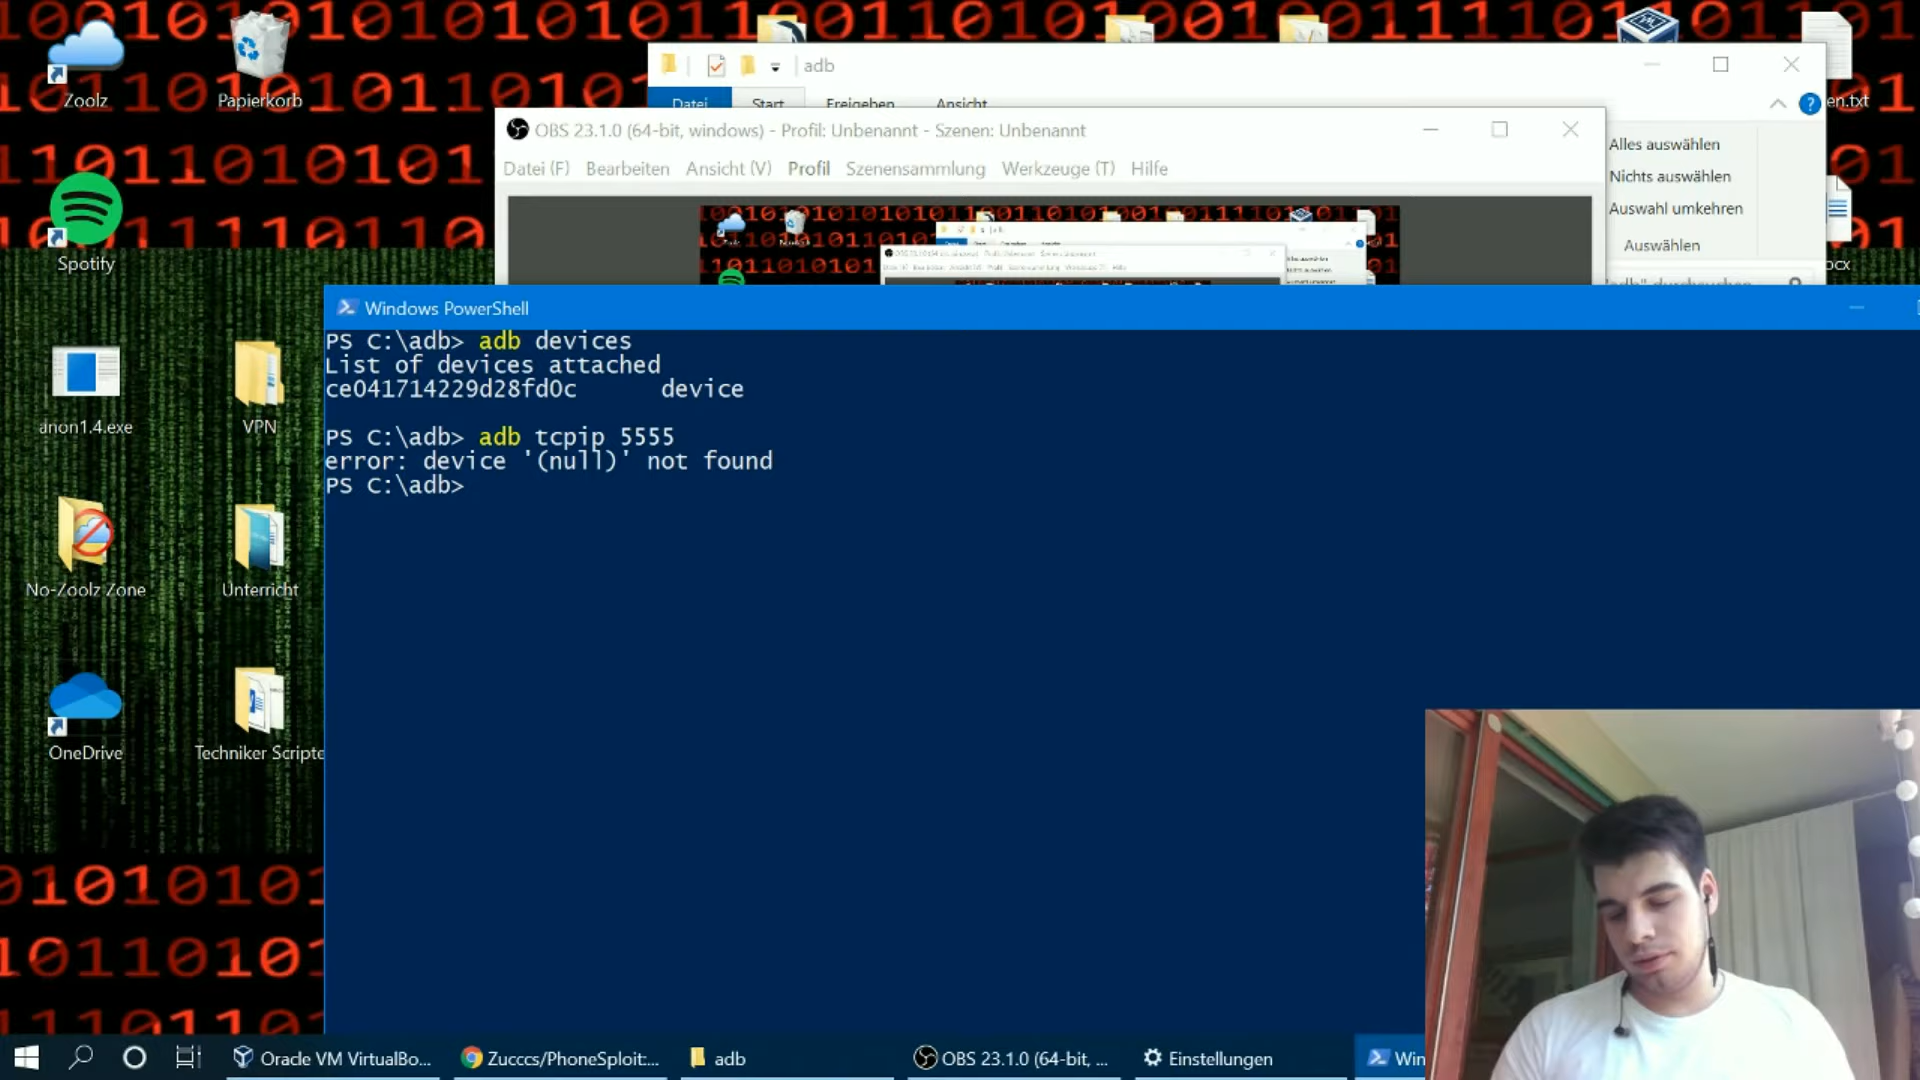 Zoolz
Papierkorb
Spotify
anon1.4.exe
VPN
No-Zoolz Zone
Unterricht
OneDrive
Techniker Scripte
adb
Datei
Start
Freigeben
Ansicht
en.txt
OBS 23.1.0 (64-bit, windows) - Profil: Unbenannt - Szenen: Unbenannt
Datei (F) Bearbeiten Ansicht (V) Profil Szenensammlung Werkzeuge (T) Hilfe
Alles auswählen
Nichts auswählen
Auswahl umkehren
Auswählen
ocx
Windows PowerShell
PS C:\adb> adb devices
List of devices attached
ce041714229d28fd0c device
PS C:\adb> adb tcpip 5555
error: device '(null)' not found
PS C:\adb>
Oracle VM VirtualBo...
Zucccs/PhoneSploit:...
adb
OBS 23.1.0 (64-bit, ...
Einstellungen
Win